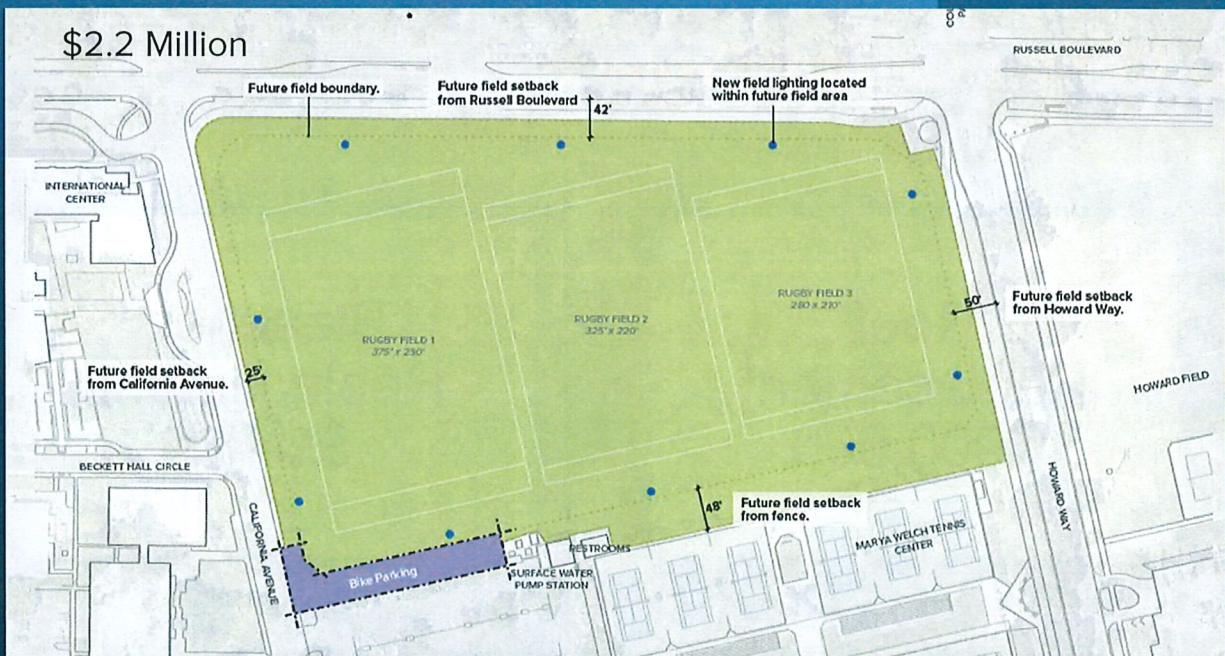 $2.2 Million
RUSSELL BOULEVARD
Future field boundary.
Future field setback
from Russell Boulevard
42'
New field lighting located
within future field area
INTERNATIONAL
CENTER
RUGBY FIELD 1
375' x 230'
RUGBY FIELD 2
325' x 220'
RUGBY FIELD 3
280' x 210'
50'
Future field setback
from Howard Way.
25'
Future field setback
from California Avenue.
HOWARD FIELD
BECKETT HALL CIRCLE
CALIFORNIA AVENUE
48'
Future field setback
from fence.
HOWARD WAY
MARYA WELCH TENNIS
CENTER
RESTROOMS
SURFACE WATER
PUMP STATION
Bike Parking